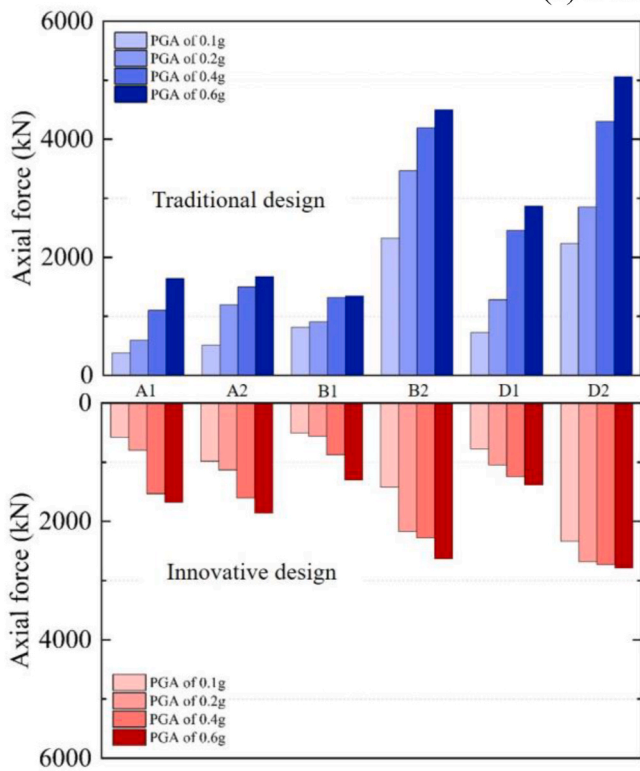 6000
PGA of 0.1g
PGA of 0.2g
PGA of 0.4g
PGA of 0.6g
4000
Axial force (kN)
Traditional design
2000
0
A1 A2 B1 B2 D1 D2
0
2000
Axial force (kN)
Innovative design
4000
PGA of 0.1g
PGA of 0.2g
PGA of 0.4g
PGA of 0.6g
6000